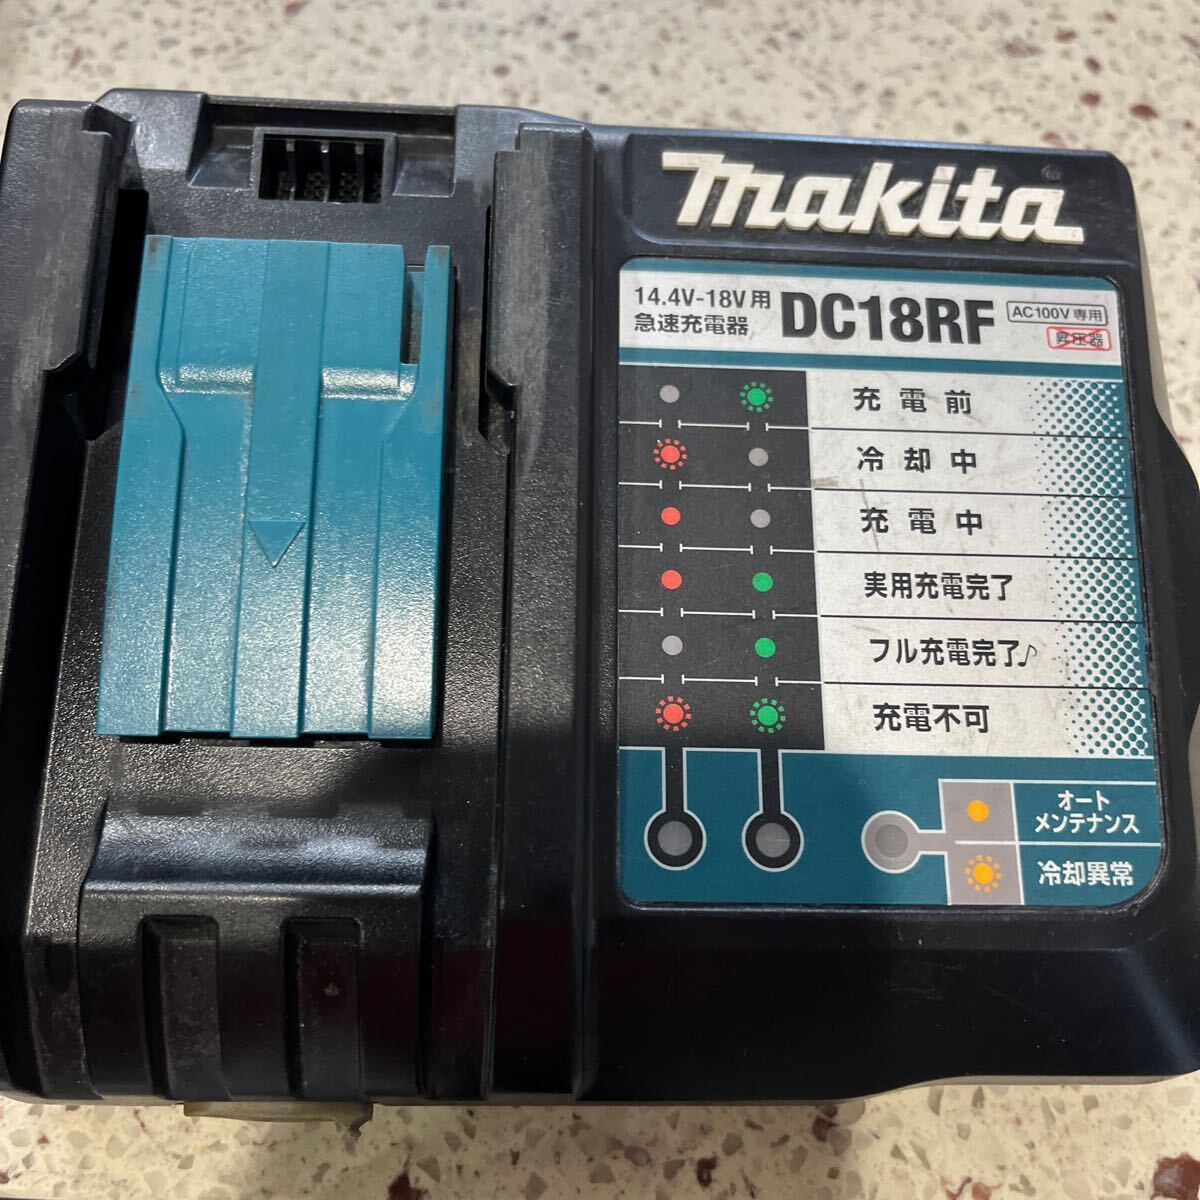 makita
14.4V-18V用
急速充電器
DC18RF
AC100V専用
昇圧器
充電前
冷却中
充電中
実用充電完了
フル充電完了♪
充電不可
オート
メンテナンス
冷却異常